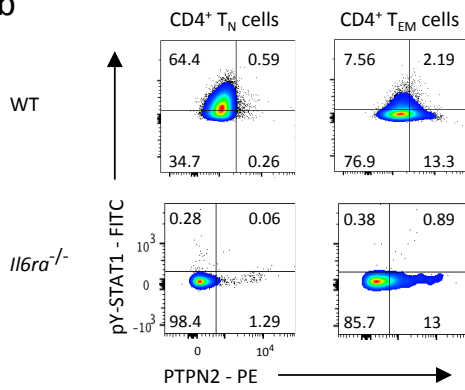 b
CD4⁺ T_N cells CD4⁺ T_EM cells
WT
64.4 0.59
34.7 0.26
7.56 2.19
76.9 13.3
Il6ra⁻/⁻
pY-STAT1 - FITC
0.28 0.06
98.4 1.29
0.38 0.89
85.7 13
10³
0
-10³
0 10⁴
PTPN2 - PE